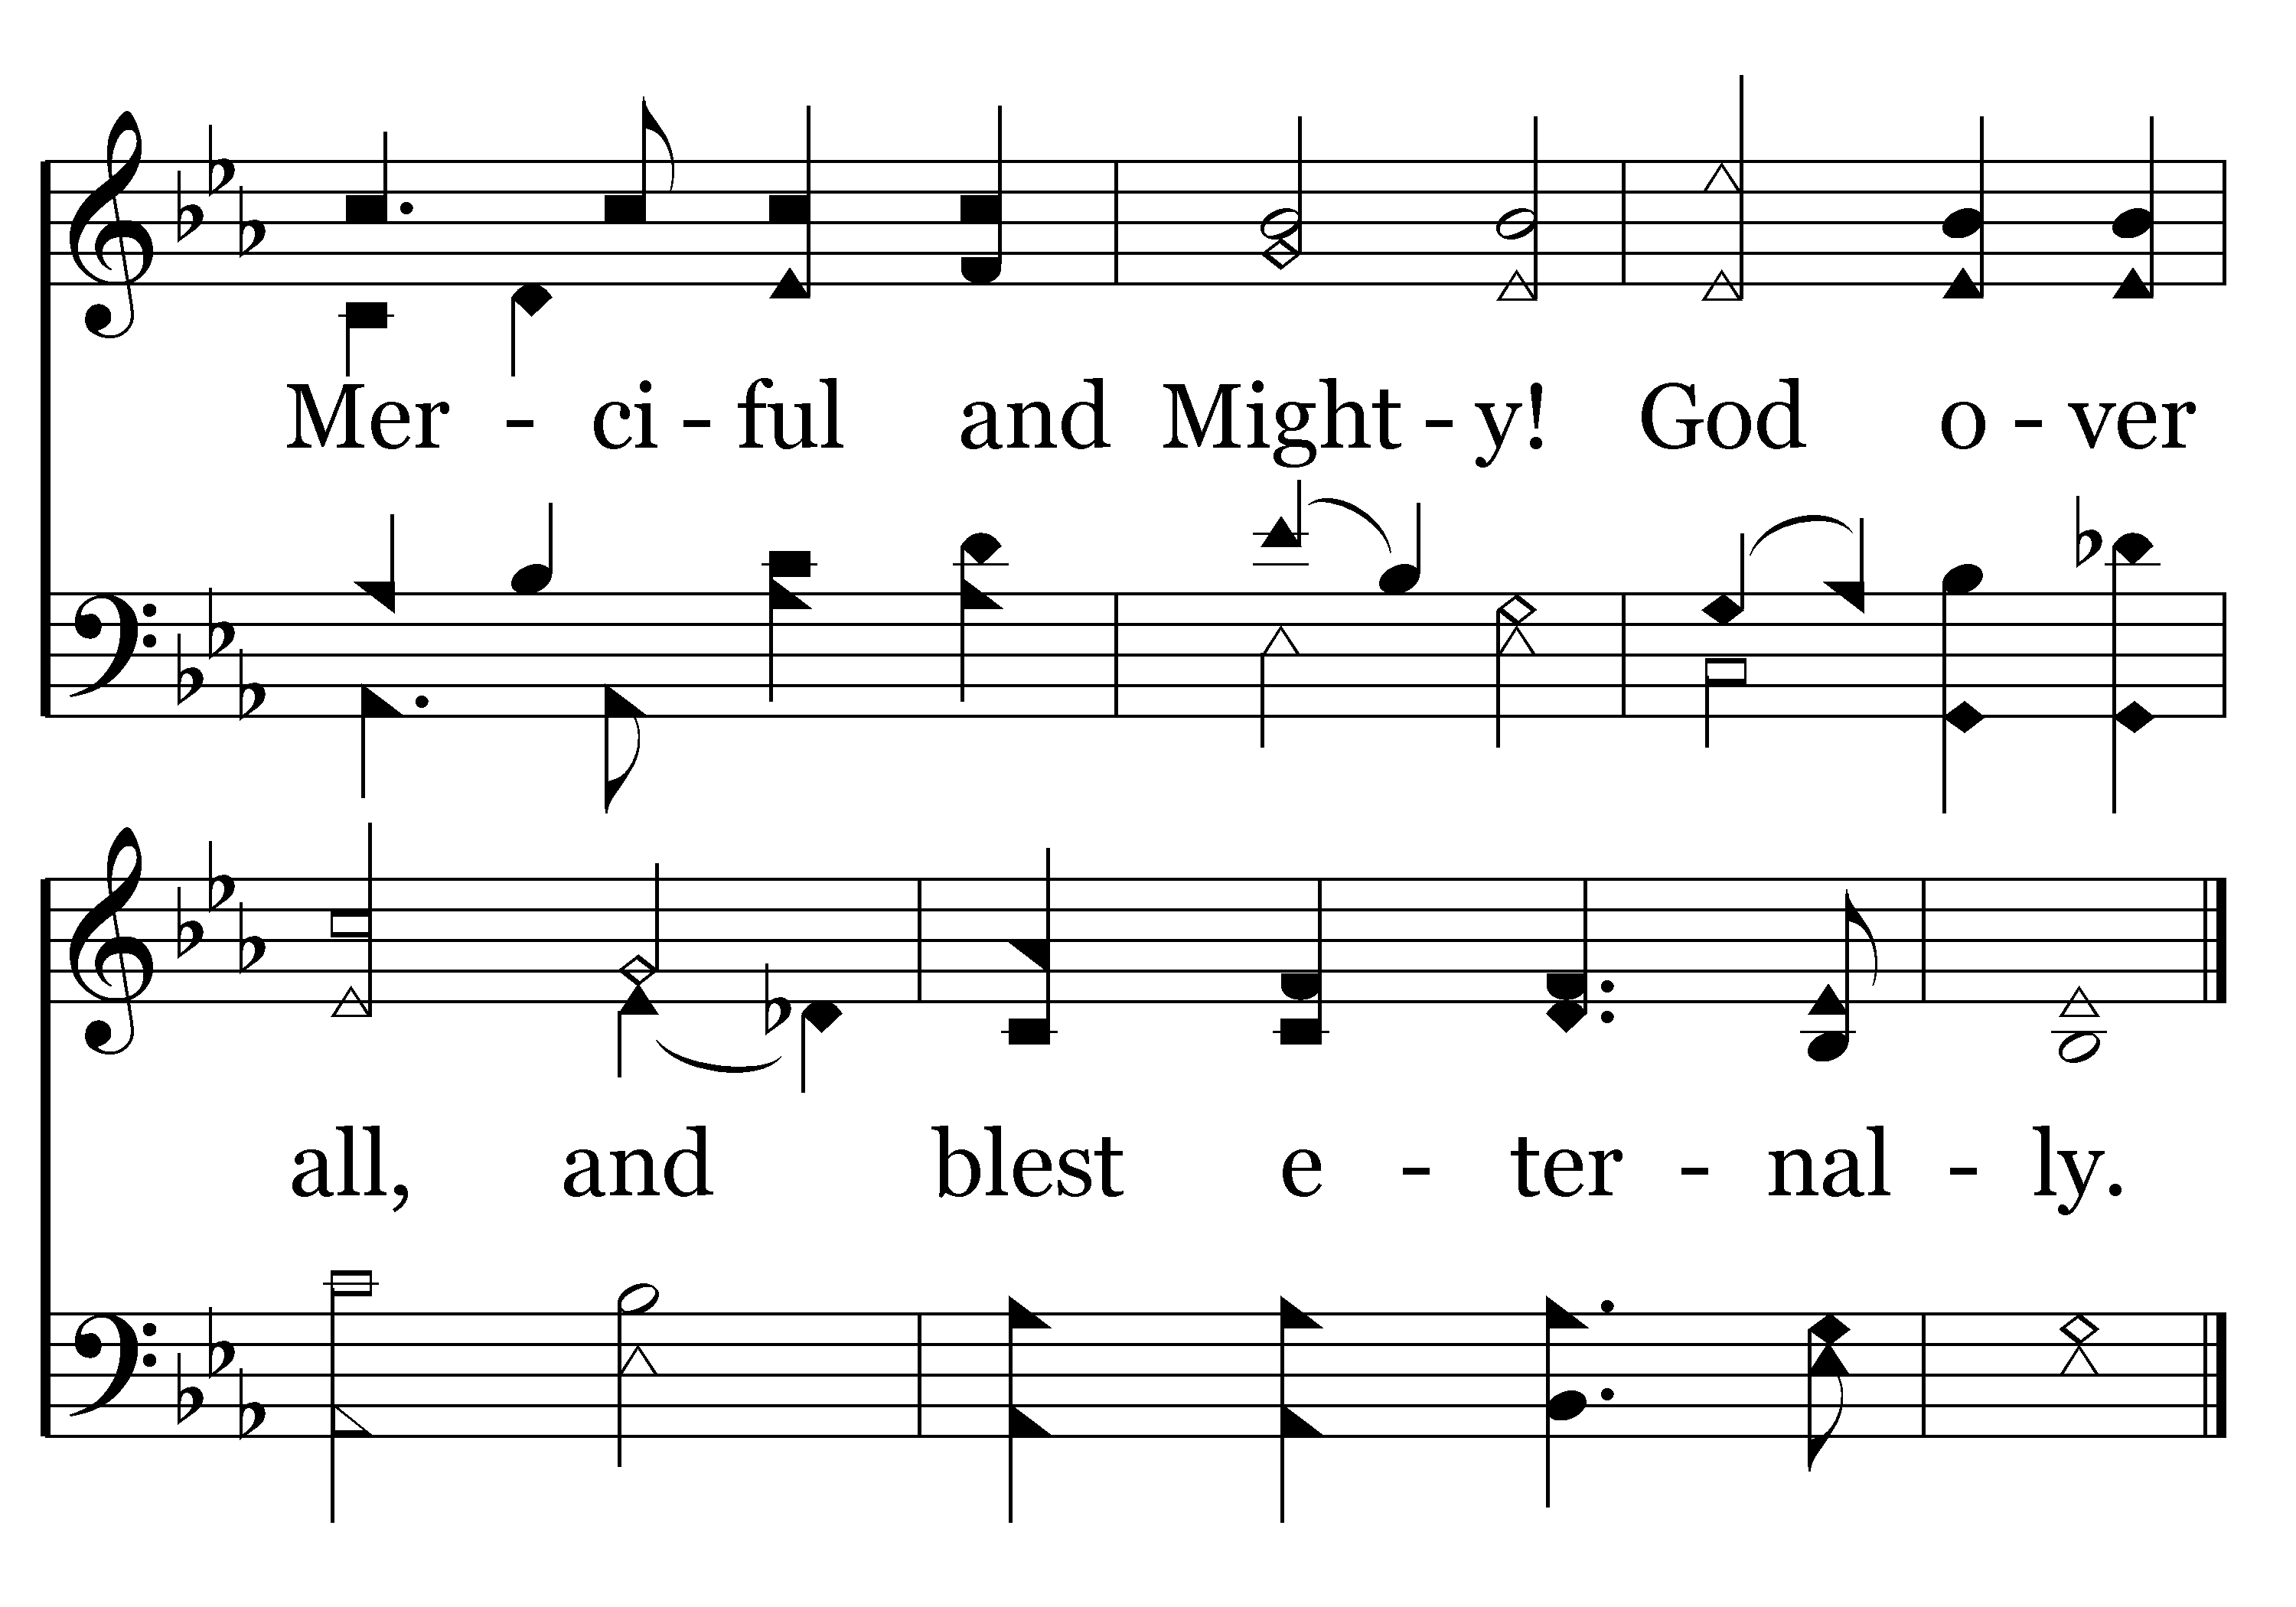 Mer - ci - ful and Might - y! God o - ver
all, and blest e - ter - nal - ly.